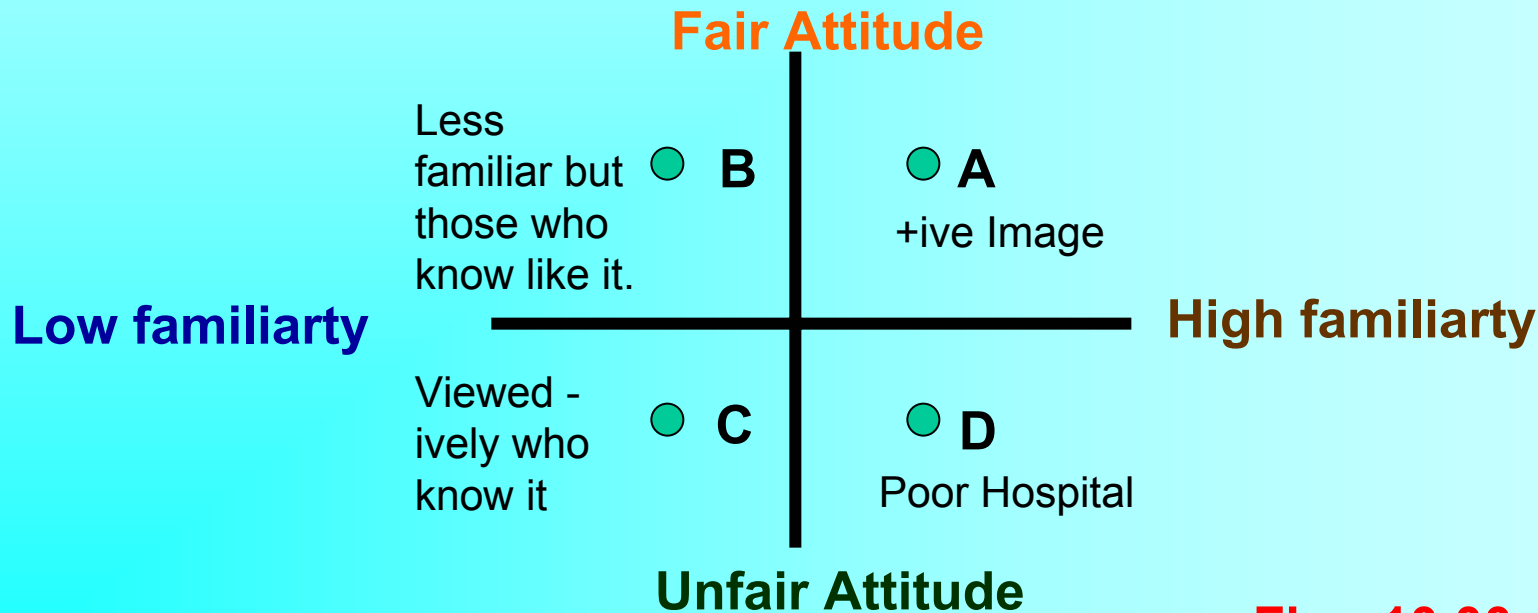 Fair Attitude
Less
familiar but
those who
know like it.
B
A
+ive Image
Low familiarty
High familiarty
Viewed -
ively who
know it
C
D
Poor Hospital
Unfair Attitude